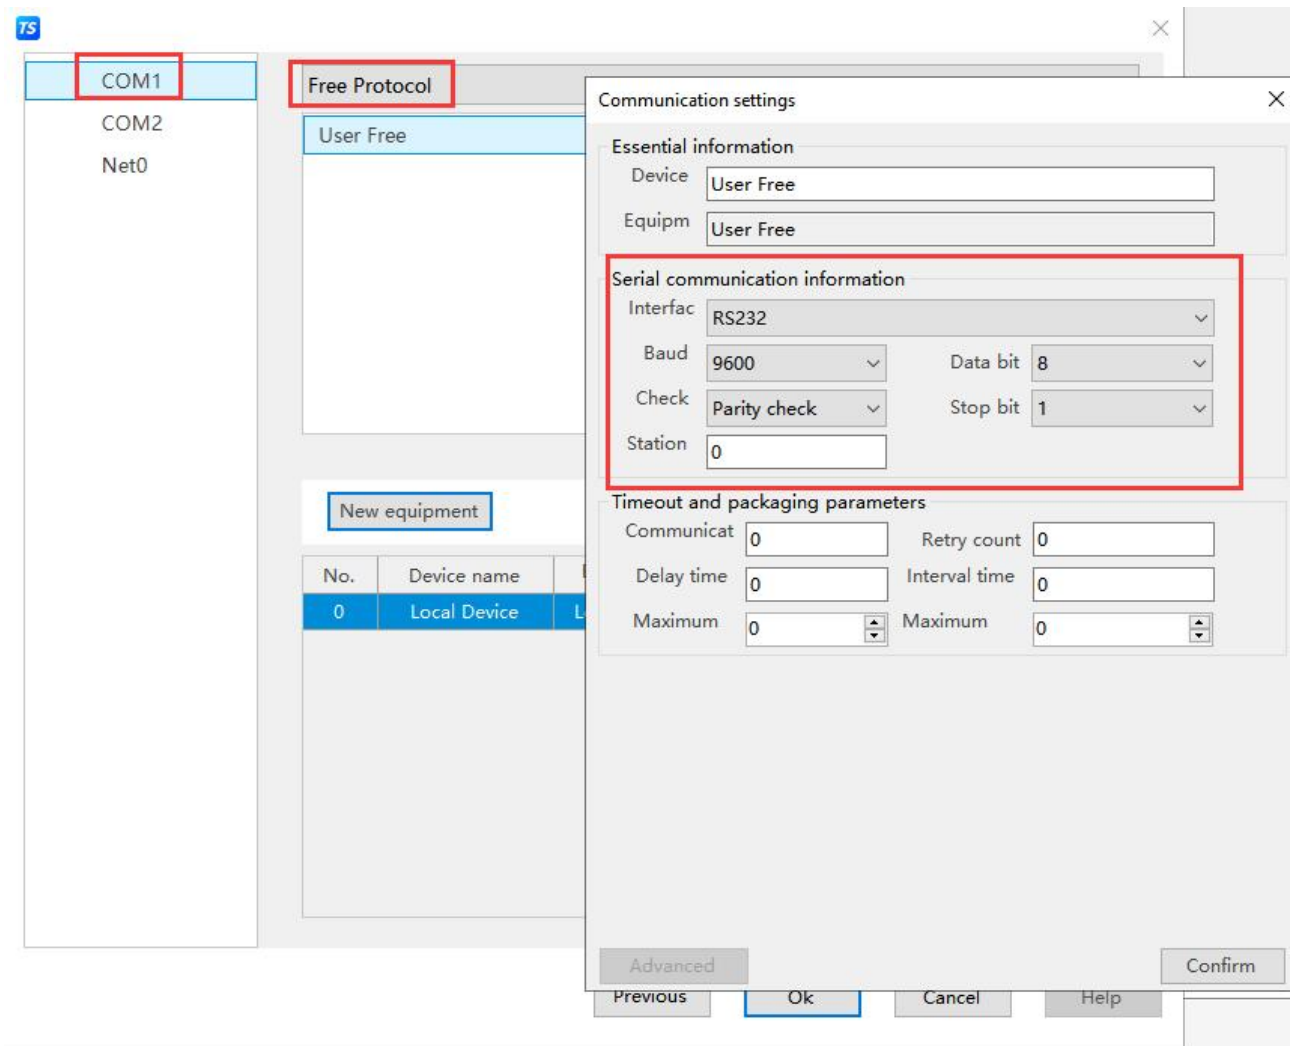 TS
COM1
COM2
Net0
Free Protocol
User Free
New equipment
No. Device name
0 Local Device
Communication settings
Essential information
Device User Free
Equipm User Free
Serial communication information
Interfac RS232
Baud 9600 Data bit 8
Check Parity check Stop bit 1
Station 0
Timeout and packaging parameters
Communicat 0 Retry count 0
Delay time 0 Interval time 0
Maximum 0 Maximum 0
Advanced Confirm
Previous Ok Cancel Help